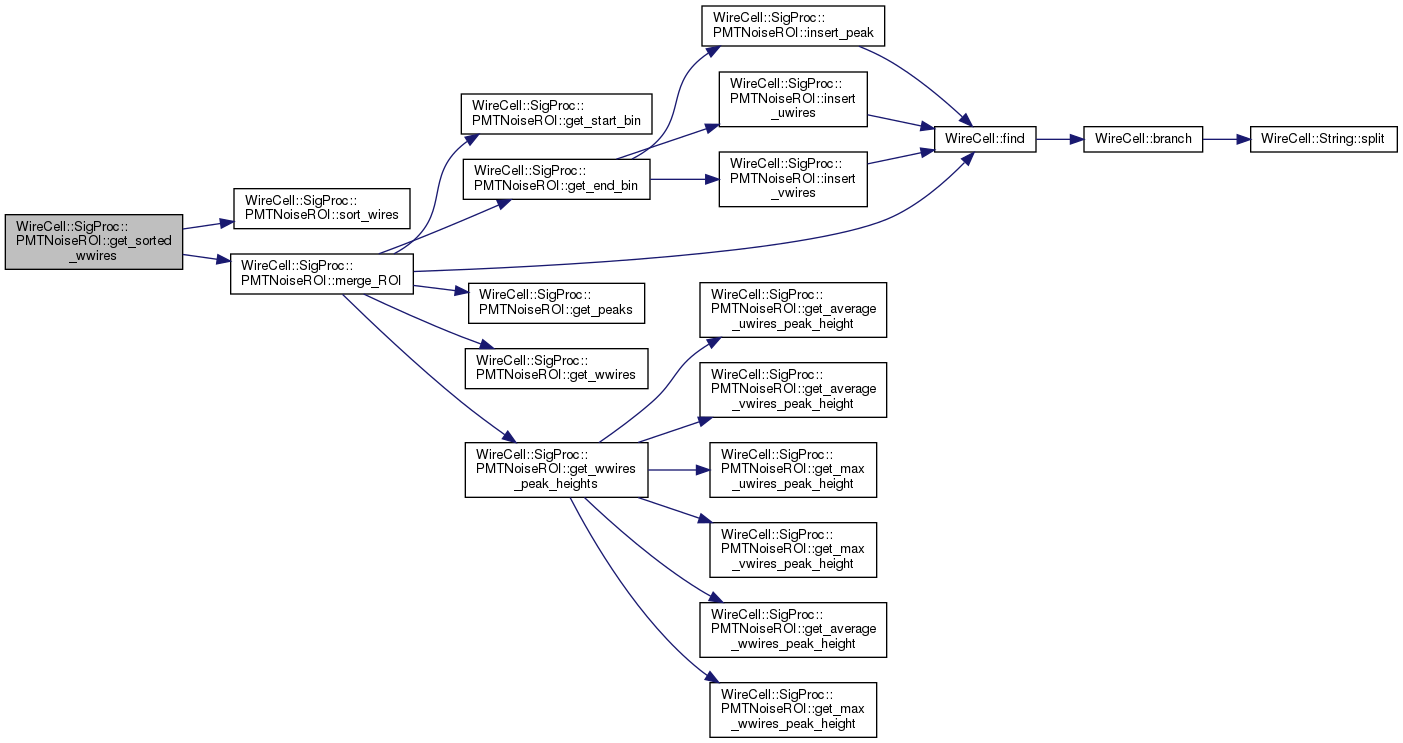 WireCell::SigProc::
PMTNoiseROI::get_sorted
_wwires
WireCell::SigProc::
PMTNoiseROI::sort_wires
WireCell::SigProc::
PMTNoiseROI::merge_ROI
WireCell::SigProc::
PMTNoiseROI::get_start_bin
WireCell::SigProc::
PMTNoiseROI::get_end_bin
WireCell::SigProc::
PMTNoiseROI::get_peaks
WireCell::SigProc::
PMTNoiseROI::get_wwires
WireCell::SigProc::
PMTNoiseROI::get_wwires
_peak_heights
WireCell::SigProc::
PMTNoiseROI::insert_peak
WireCell::SigProc::
PMTNoiseROI::insert
_uwires
WireCell::SigProc::
PMTNoiseROI::insert
_vwires
WireCell::find
WireCell::branch
WireCell::String::split
WireCell::SigProc::
PMTNoiseROI::get_average
_uwires_peak_height
WireCell::SigProc::
PMTNoiseROI::get_average
_vwires_peak_height
WireCell::SigProc::
PMTNoiseROI::get_max
_uwires_peak_height
WireCell::SigProc::
PMTNoiseROI::get_max
_vwires_peak_height
WireCell::SigProc::
PMTNoiseROI::get_average
_wwires_peak_height
WireCell::SigProc::
PMTNoiseROI::get_max
_wwires_peak_height